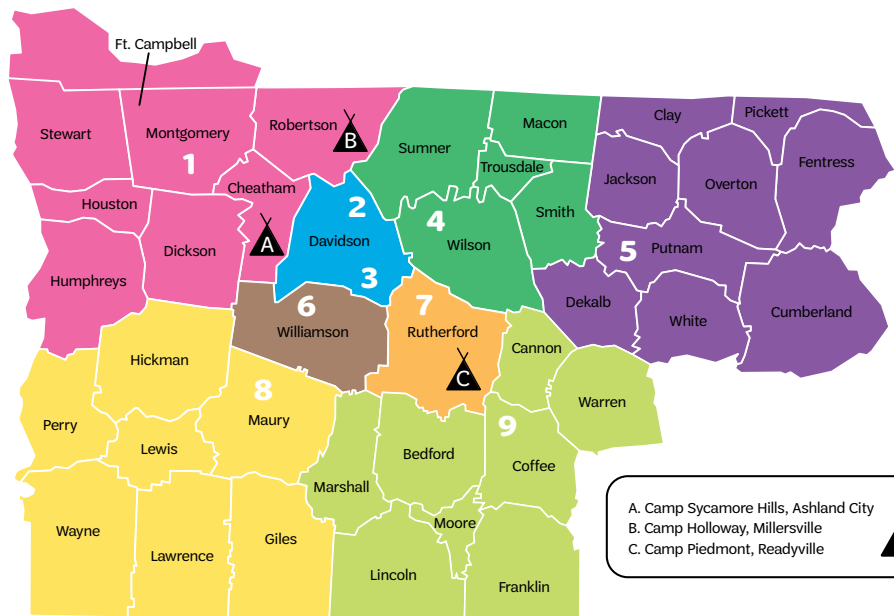 Ft. Campbell
Stewart
Montgomery
1
Robertson
B
Sumner
Macon
Trousdale
Clay
Pickett
Fentress
Jackson
Overton
Houston
Cheatham
2
Davidson
3
4
Wilson
Smith
5
Putnam
Humphreys
Dickson
A
6
Williamson
7
Rutherford
C
Dekalb
White
Cumberland
Hickman
Cannon
Warren
Perry
8
Maury
Lewis
9
Bedford
Coffee
Marshall
Moore
Wayne
Lawrence
Giles
Lincoln
Franklin
A. Camp Sycamore Hills, Ashland City
B. Camp Holloway, Millersville
C. Camp Piedmont, Readyville